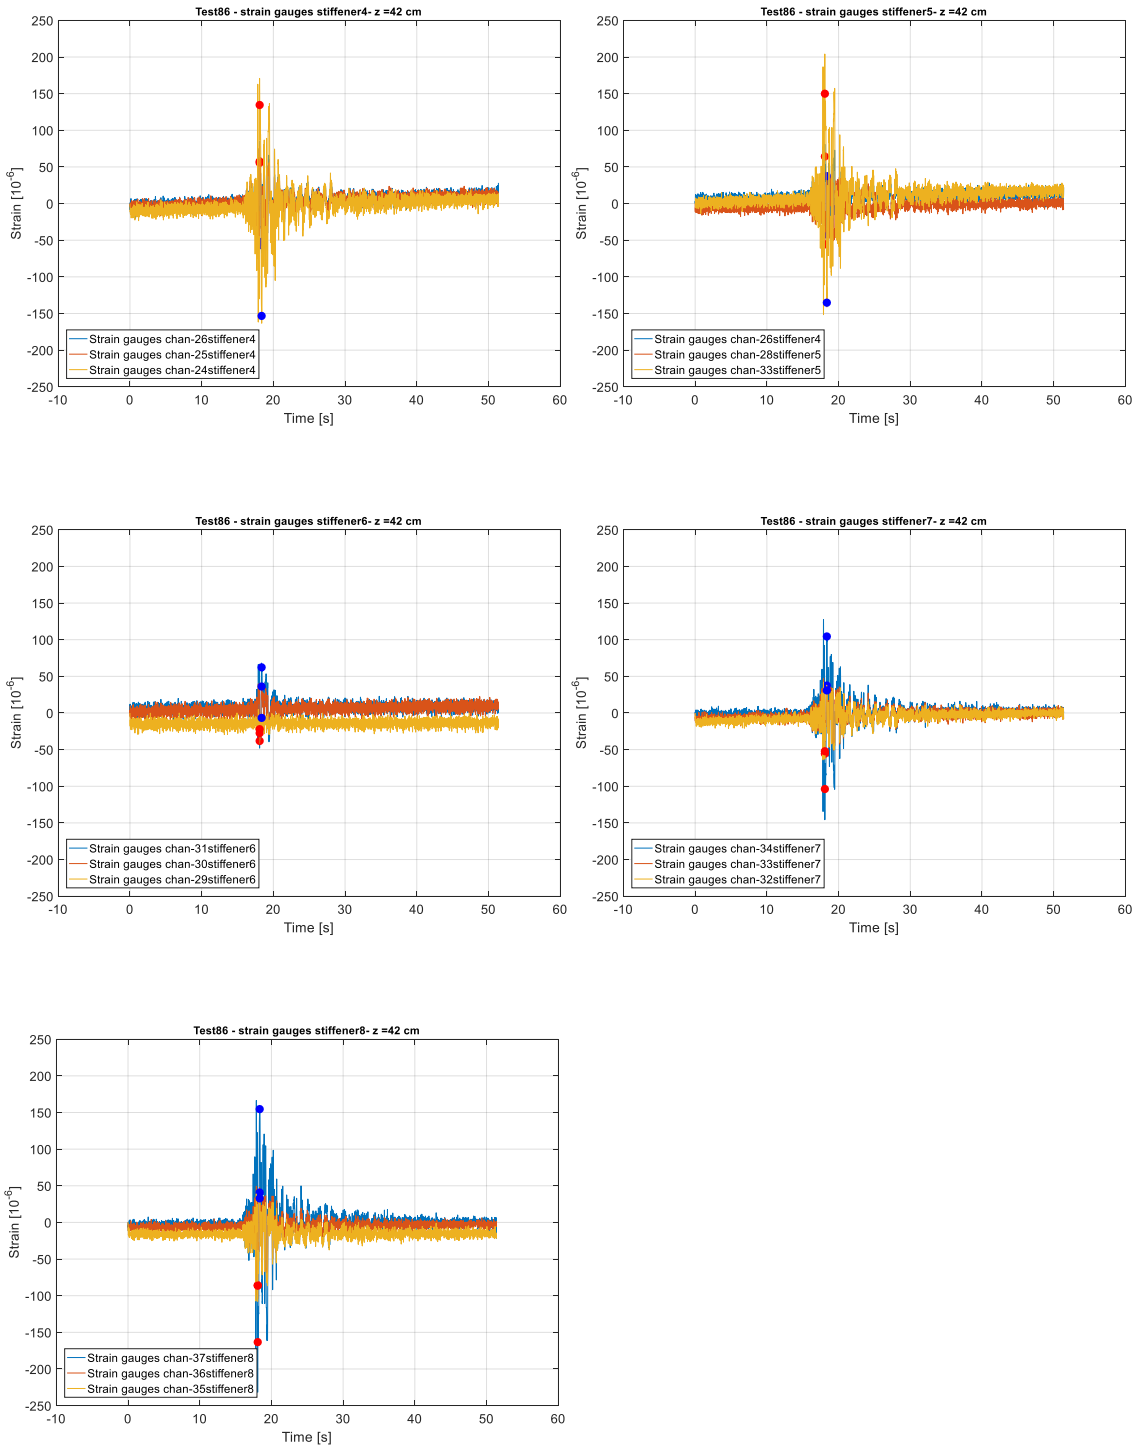 Test86 - strain gauges stiffener4- z =42 cm
250
200
150
100
50
0
-50
-100
-150
-200
-250
Strain [10-6]
Strain gauges chan-26stiffener4
Strain gauges chan-25stiffener4
Strain gauges chan-24stiffener4
-10 0 10 20 30 40 50 60
Time [s]
Test86 - strain gauges stiffener5- z =42 cm
250
200
150
100
50
0
-50
-100
-150
-200
-250
Strain [10-6]
Strain gauges chan-26stiffener4
Strain gauges chan-28stiffener5
Strain gauges chan-33stiffener5
-10 0 10 20 30 40 50 60
Time [s]
Test86 - strain gauges stiffener6- z =42 cm
250
200
150
100
50
0
-50
-100
-150
-200
-250
Strain [10-6]
Strain gauges chan-31stiffener6
Strain gauges chan-30stiffener6
Strain gauges chan-29stiffener6
-10 0 10 20 30 40 50 60
Time [s]
Test86 - strain gauges stiffener7- z =42 cm
250
200
150
100
50
0
-50
-100
-150
-200
-250
Strain [10-6]
Strain gauges chan-34stiffener7
Strain gauges chan-33stiffener7
Strain gauges chan-32stiffener7
-10 0 10 20 30 40 50 60
Time [s]
Test86 - strain gauges stiffener8- z =42 cm
250
200
150
100
50
0
-50
-100
-150
-200
-250
Strain [10-6]
Strain gauges chan-37stiffener8
Strain gauges chan-36stiffener8
Strain gauges chan-35stiffener8
-10 0 10 20 30 40 50 60
Time [s]